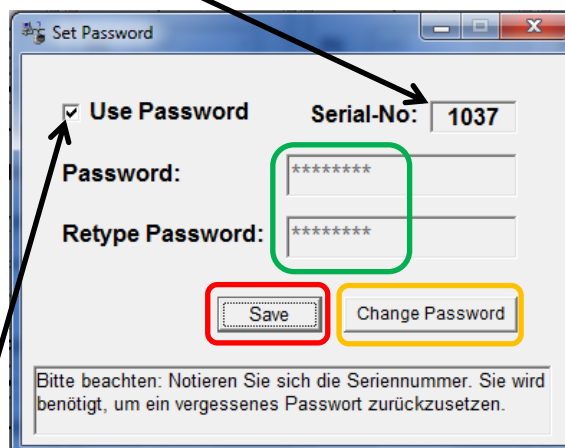 Set Password
Use Password Serial-No: 1037
Password: ********
Retype Password: ********
Save Change Password
Bitte beachten: Notieren Sie sich die Seriennummer. Sie wird
benötigt, um ein vergessenes Passwort zurückzusetzen.